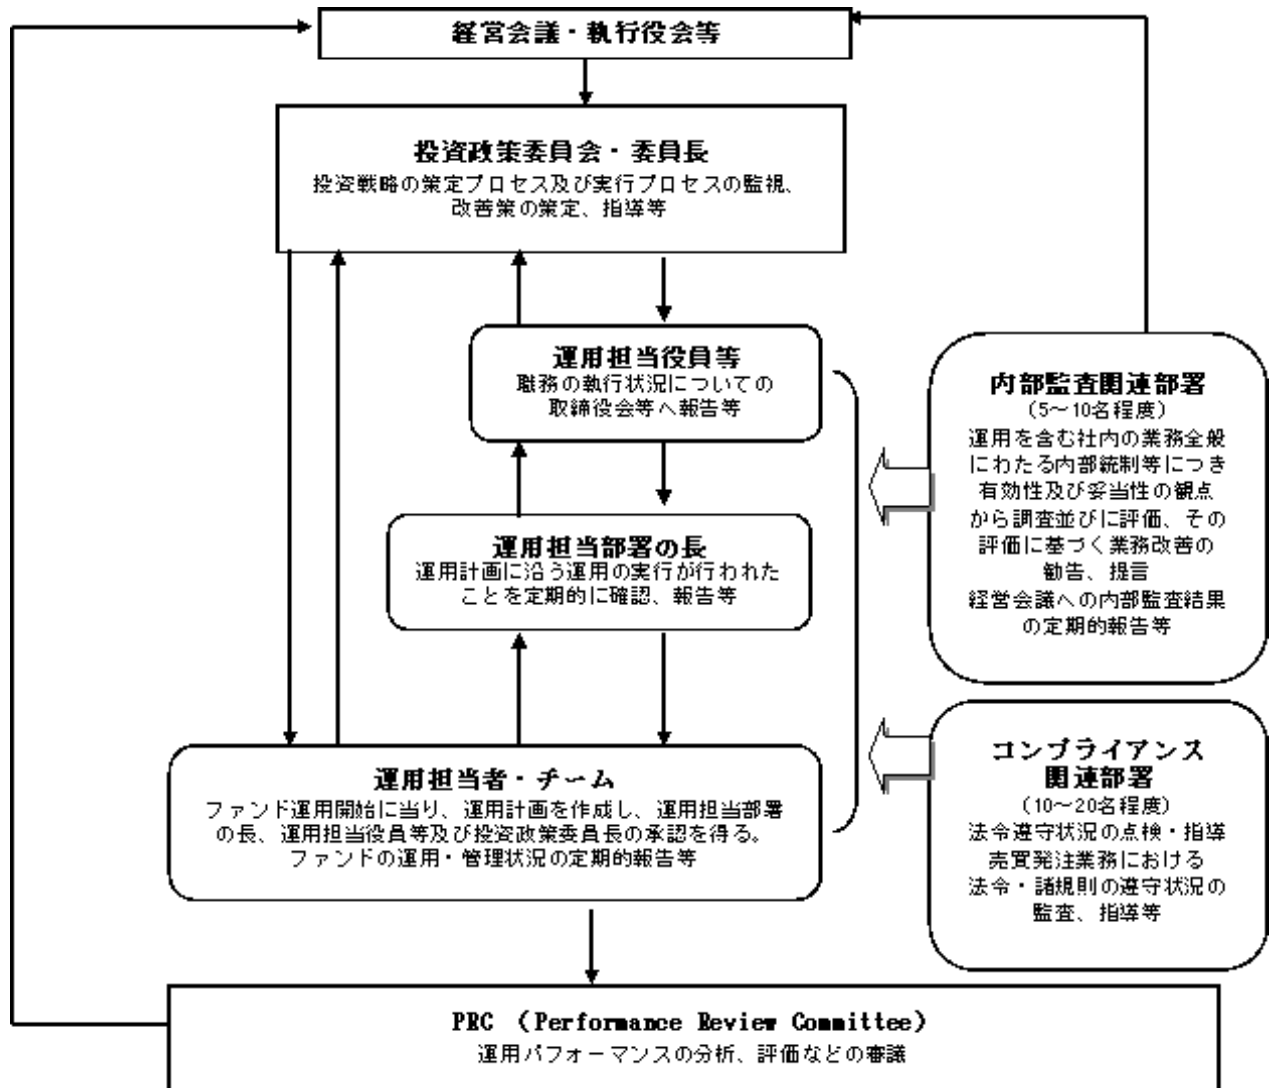 経営会議・執行役会等
投資政策委員会・委員長
投資戦略の策定プロセス及び実行プロセスの監視、
改善策の策定、指導等
運用担当役員等
職務の執行状況についての
取締役会等へ報告等
運用担当部署の長
運用計画に沿う運用の実行が行われた
ことを定期的に確認、報告等
運用担当者・チーム
ファンド運用開始に当り、運用計画を作成し、運用担当部署
の長、運用担当役員等及び投資政策委員長の承認を得る。
ファンドの運用・管理状況の定期的報告等
内部監査関連部署
(5～10名程度)
運用を含む社内の業務全般
にわたる内部統制等につき
有効性及び妥当性の観点
から調査並びに評価、その
評価に基づく業務改善の
勧告、提言
経営会議への内部監査結果
の定期的報告等
コンプライアンス
関連部署
(10～20名程度)
法令遵守状況の点検・指導
売買発注業務における
法令・諸規則の遵守状況の
監査、指導等
PRC （Performance Review Committee）
運用パフォーマンスの分析、評価などの審議